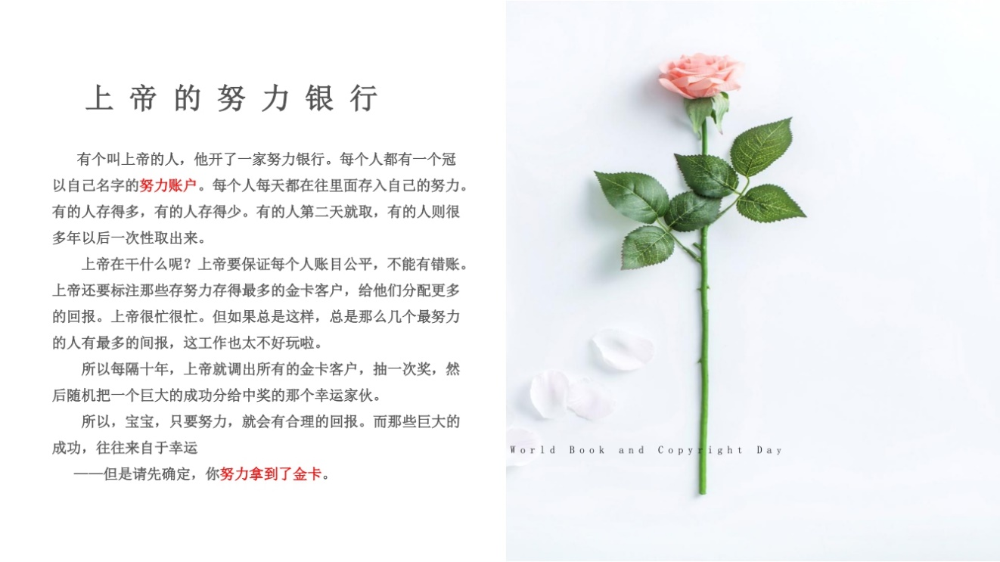 上帝的努力银行
有个叫上帝的人，他开了一家努力银行。每个人都有一个冠
以自己名字的努力账户。每个人每天都在往里面存入自己的努力。
有的人存得多，有的人存得少。有的人第二天就取，有的人则很
多年以后一次性取出来。
上帝在干什么呢？上帝要保证每个人账目公平，不能有错账。
上帝还要标注那些存努力存得最多的金卡客户，给他们分配更多
的回报。上帝很忙很忙。但如果总是这样，总是那么几个最努力
的人有最多的间报，这工作也太不好玩啦。
所以每隔十年，上帝就调出所有的金卡客户，抽一次奖，然
后随机把一个巨大的成功分给中奖的那个幸运家伙。
所以，宝宝，只要努力，就会有合理的回报。而那些巨大的
成功，往往来自于幸运
——但是请先确定，你努力拿到了金卡。
World Book and Copyright Day